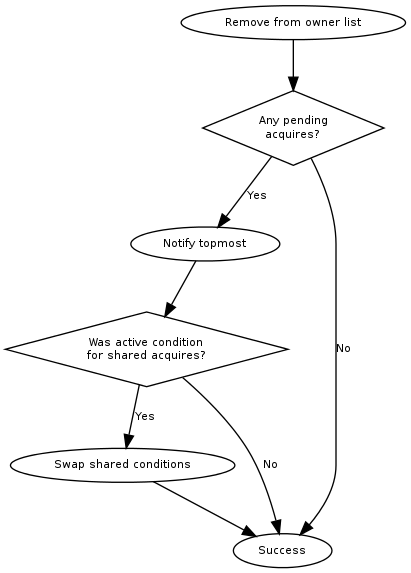 Remove from owner list
Any pending
acquires?
Yes
Notify topmost
Was active condition
for shared acquires?
No
Yes
Swap shared conditions
No
Success